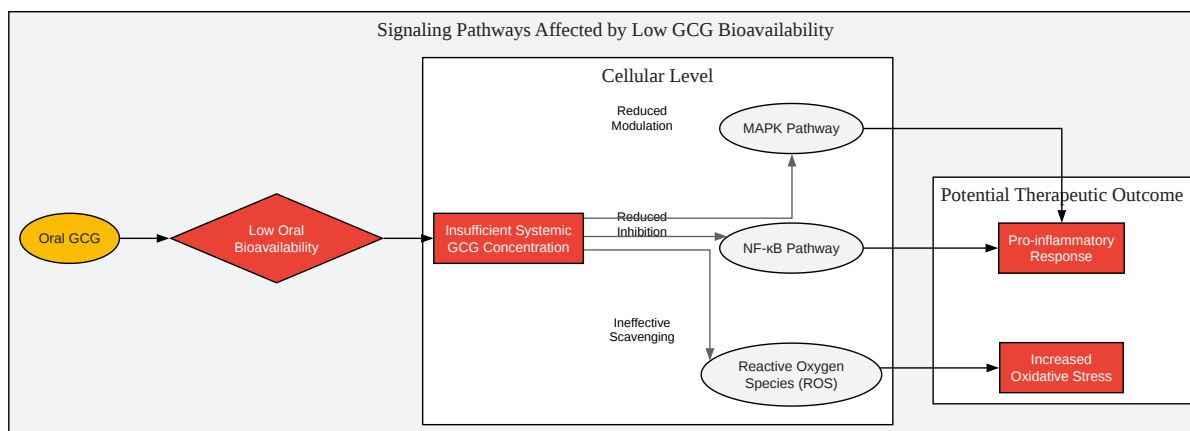 Signaling Pathways Affected by Low GCG Bioavailability
Cellular Level
Reduced
Modulation
MAPK Pathway
Potential Therapeutic Outcome
Oral GCG
Low Oral
Bioavailability
Insufficient Systemic
GCG Concentration
Reduced
Inhibition
NF-κB Pathway
Pro-inflammatory
Response
Ineffective
Scavenging
Reactive Oxygen
Species (ROS)
Increased
Oxidative Stress